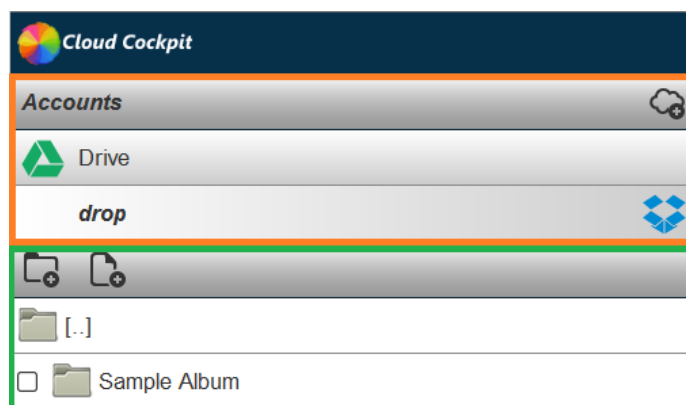 Cloud Cockpit
Accounts
Drive
drop
[..]
Sample Album